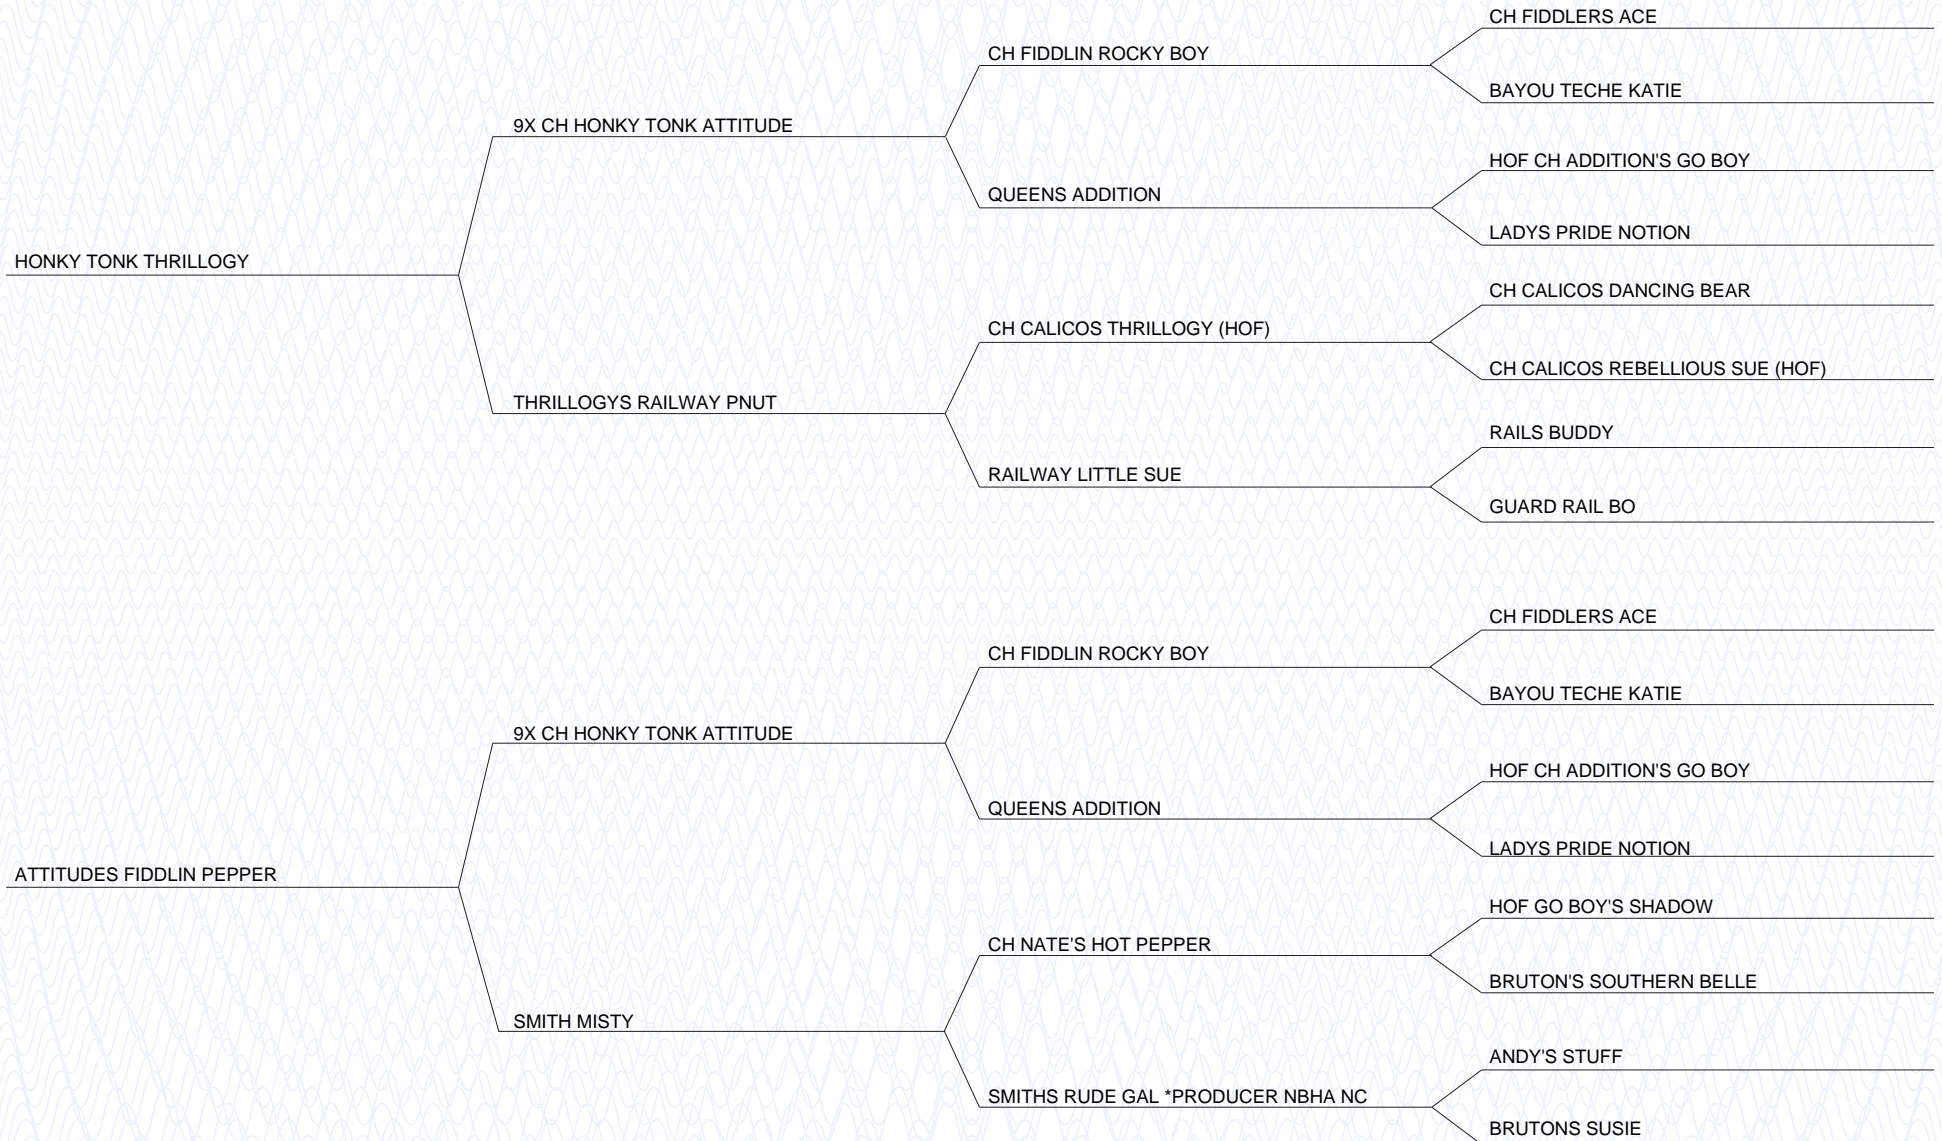 CH FIDDLERS ACE
CH FIDDLIN ROCKY BOY
BAYOU TECHE KATIE
9X CH HONKY TONK ATTITUDE
HOF CH ADDITION'S GO BOY
QUEENS ADDITION
LADYS PRIDE NOTION
HONKY TONK THRILLOGY
CH CALICOS DANCING BEAR
CH CALICOS THRILLOGY (HOF)
CH CALICOS REBELLIOUS SUE (HOF)
THRILLOGYS RAILWAY PNUT
RAILS BUDDY
RAILWAY LITTLE SUE
GUARD RAIL BO
CH FIDDLERS ACE
CH FIDDLIN ROCKY BOY
BAYOU TECHE KATIE
9X CH HONKY TONK ATTITUDE
HOF CH ADDITION'S GO BOY
QUEENS ADDITION
LADYS PRIDE NOTION
ATTITUDES FIDDLIN PEPPER
HOF GO BOY'S SHADOW
CH NATE'S HOT PEPPER
BRUTON'S SOUTHERN BELLE
SMITH MISTY
ANDY'S STUFF
SMITHS RUDE GAL *PRODUCER NBHA NC
BRUTONS SUSIE